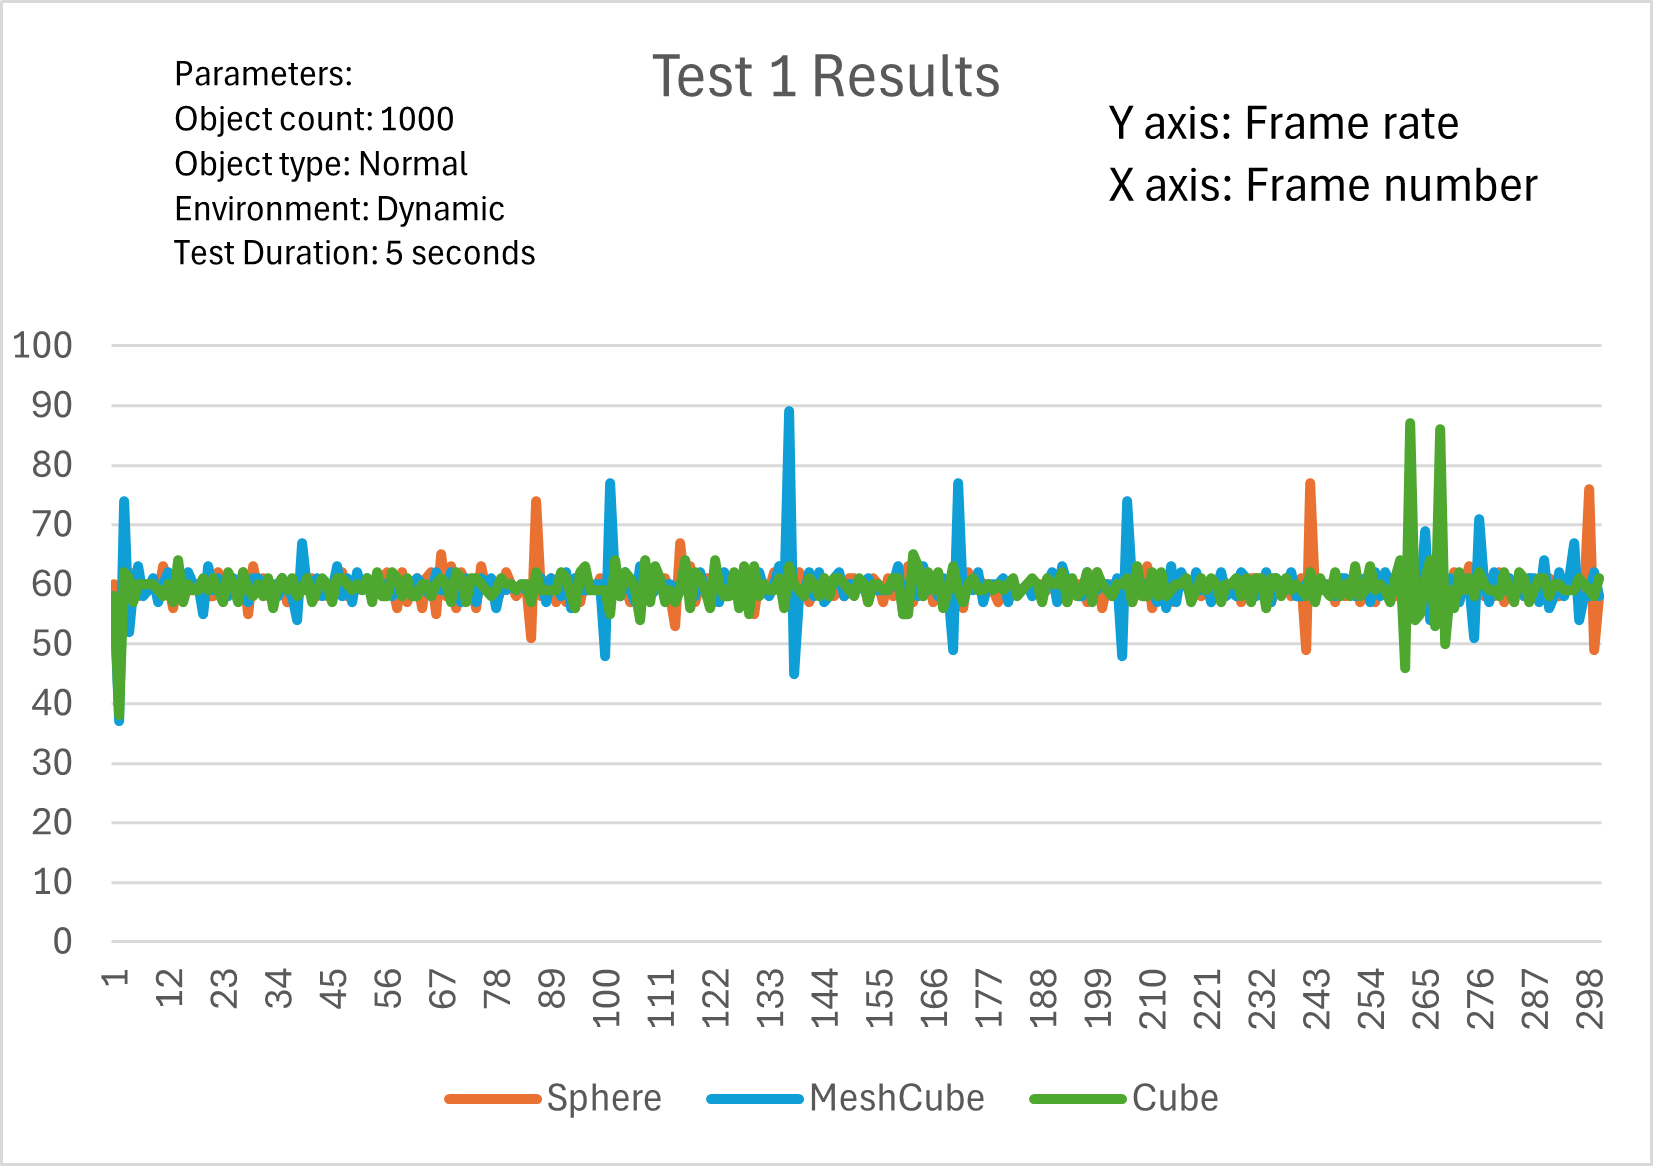 Test 1 Results
Parameters:
Object count: 1000
Object type: Normal
Environment: Dynamic
Test Duration: 5 seconds
Y axis: Frame rate
X axis: Frame number
100
90
80
70
60
50
40
30
20
10
0
1 12 23 34 45 56 67 78 89 100 111 122 133 144 155 166 177 188 199 210 221 232 243 254 265 276 287 298
Sphere MeshCube Cube